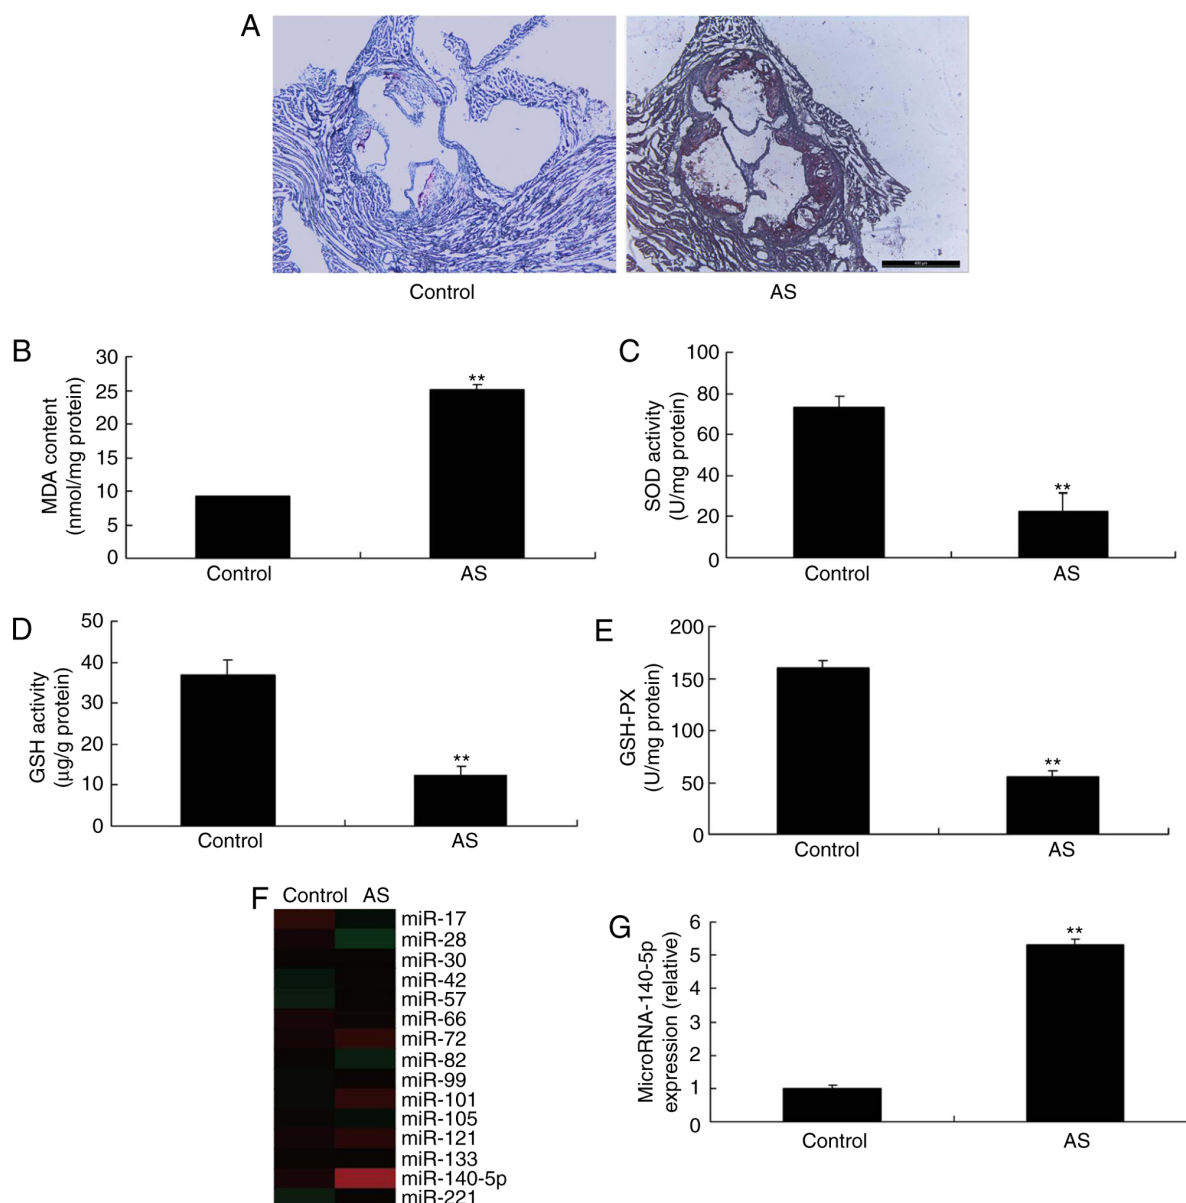 A
400 μm
Control AS
B
MDA content
(nmol/mg protein)
30
25
20
15
10
5
0
**
Control AS
C
SOD activity
(U/mg protein)
100
80
60
40
20
0
**
Control AS
D
GSH activity
(µg/g protein)
50
40
30
20
10
0
**
Control AS
E
GSH-PX
(U/mg protein)
200
150
100
50
0
**
Control AS
F
Control AS
miR-17
miR-28
miR-30
miR-42
miR-57
miR-66
miR-72
miR-82
miR-99
miR-101
miR-105
miR-121
miR-133
miR-140-5p
miR-221
G
MicroRNA-140-5p
expression (relative)
6
5
4
3
2
1
0
**
Control AS